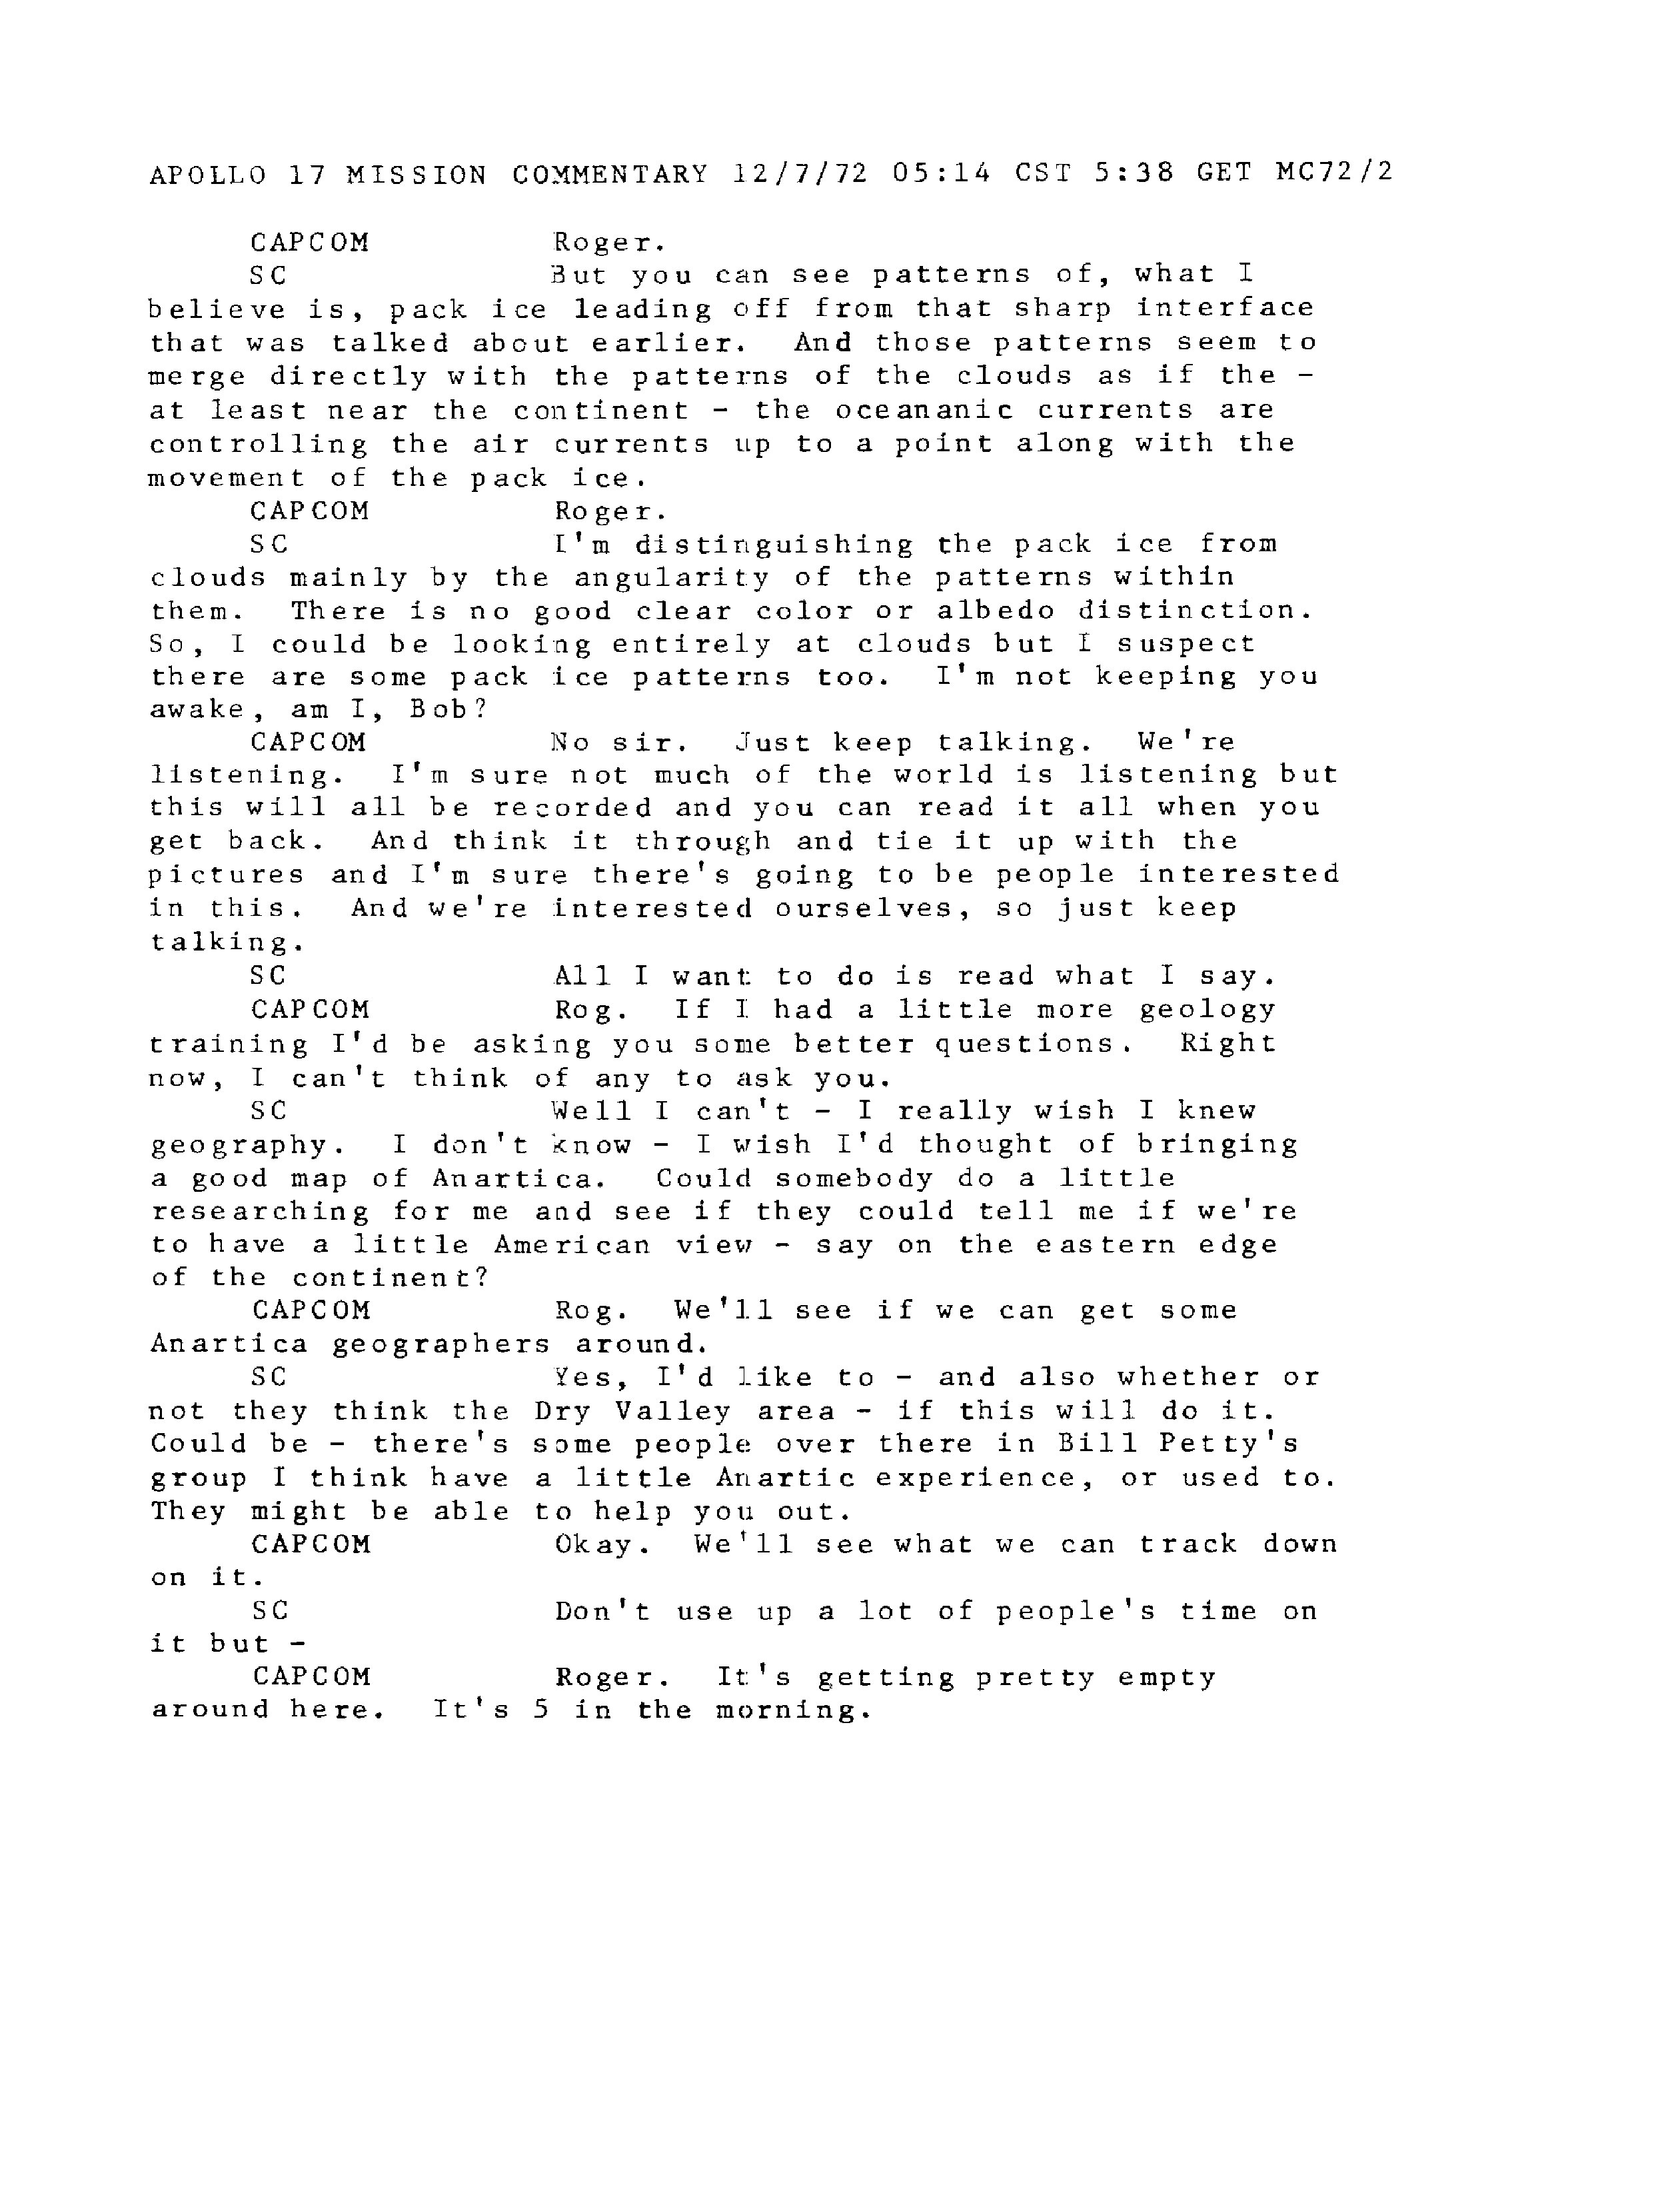 APOLLO 17 MISSION COMMENTARY 12/7/72 05:14 CST 5:38 GET MC72/2
CAPCOM Roger.
SC But you can see patterns of, what I
believe is, pack ice leading off from that sharp interface
that was talked about earlier. And those patterns seem to
merge directly with the patterns of the clouds as if the -
at least near the continent - the oceananic currents are
controlling the air currents up to a point along with the
movement of the pack ice.
CAPCOM Roger.
SC I'm distinguishing the pack ice from
clouds mainly by the angularity of the patterns within
them. There is no good clear color or albedo distinction.
So, I could be looking entirely at clouds but I suspect
there are some pack ice patterns too. I'm not keeping you
awake, am I, Bob?
CAPCOM No sir. Just keep talking. We're
listening. I'm sure not much of the world is listening but
this will all be recorded and you can read it all when you
get back. And think it through and tie it up with the
pictures and I'm sure there's going to be people interested
in this. And we're interested ourselves, so just keep
talking.
SC All I want to do is read what I say.
CAPCOM Rog. If I had a little more geology
training I'd be asking you some better questions. Right
now, I can't think of any to ask you.
SC Well I can't - I really wish I knew
geography. I don't know - I wish I'd thought of bringing
a good map of Anartica. Could somebody do a little
researching for me and see if they could tell me if we're
to have a little American view - say on the eastern edge
of the continent?
CAPCOM Rog. We'll see if we can get some
Anartica geographers around.
SC Yes, I'd like to - and also whether or
not they think the Dry Valley area - if this will do it.
Could be - there's some people over there in Bill Petty's
group I think have a little Anartic experience, or used to.
They might be able to help you out.
CAPCOM Okay. We'll see what we can track down
on it.
SC Don't use up a lot of people's time on
it but -
CAPCOM Roger. It's getting pretty empty
around here. It's 5 in the morning.